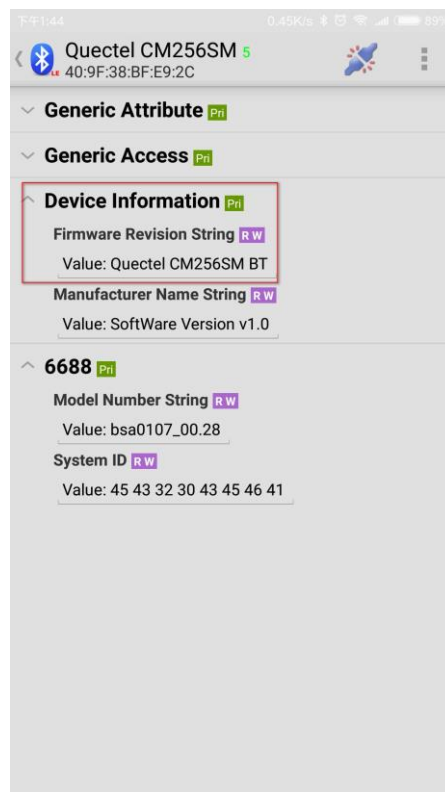 下午1:44 0.45K/s 89%
Quectel CM256SM 5
LE 40:9F:38:BF:E9:2C
Generic Attribute Pri
Generic Access Pri
Device Information Pri
Firmware Revision String R W
Value: Quectel CM256SM BT
Manufacturer Name String R W
Value: SoftWare Version v1.0
6688 Pri
Model Number String R W
Value: bsa0107_00.28
System ID R W
Value: 45 43 32 30 43 45 46 41